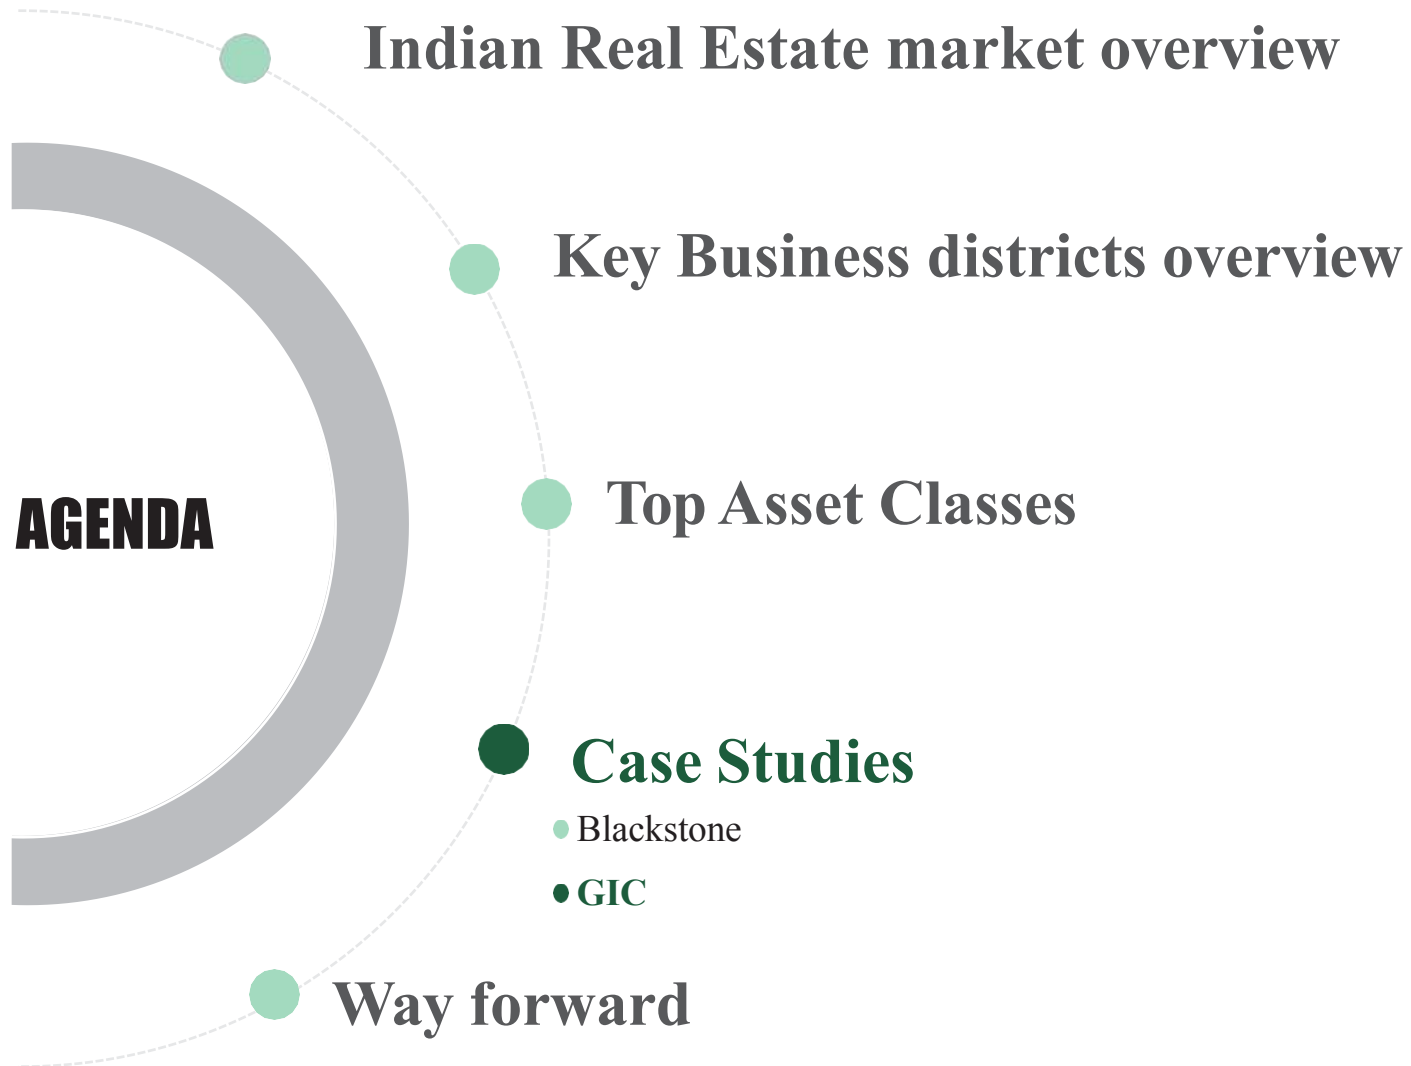 Indian Real Estate market overview
Key Business districts overview
Top Asset Classes
AGENDA
Case Studies
Blackstone
GIC
Way forward